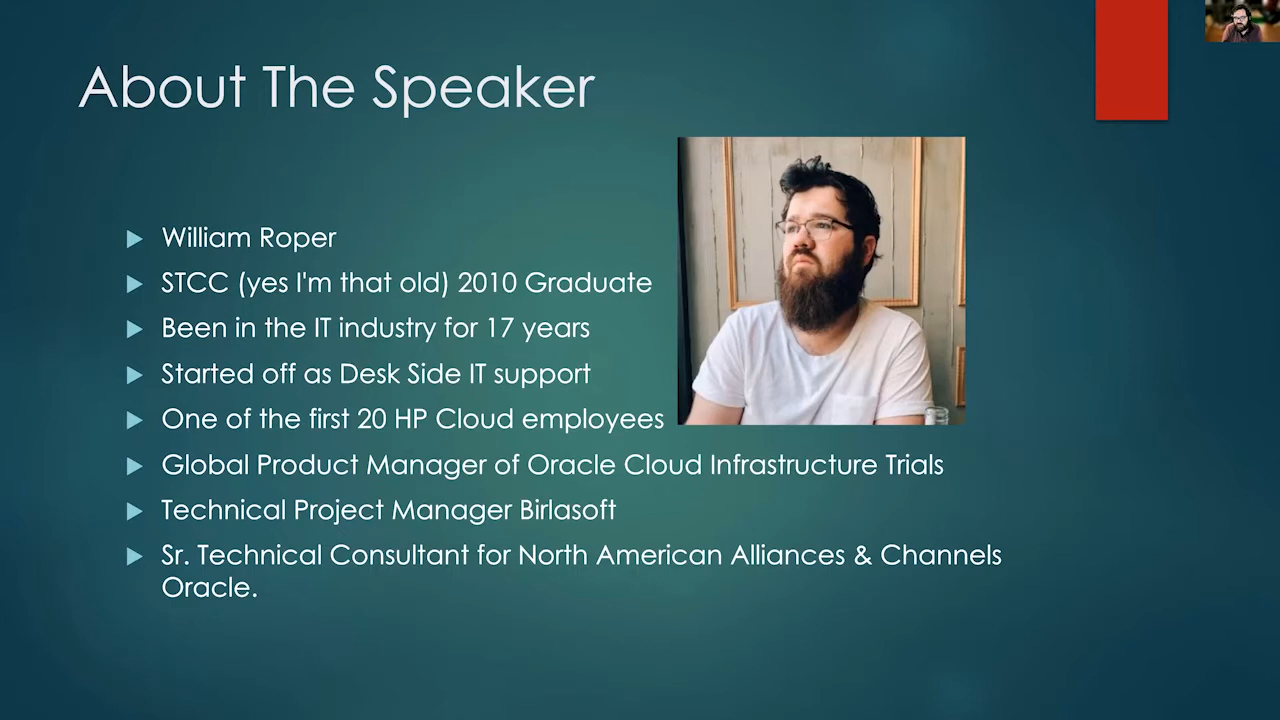 About The Speaker
William Roper
STCC (yes I'm that old) 2010 Graduate
Been in the IT industry for 17 years
Started off as Desk Side IT support
One of the first 20 HP Cloud employees
Global Product Manager of Oracle Cloud Infrastructure Trials
Technical Project Manager Birlasoft
Sr. Technical Consultant for North American Alliances & Channels
Oracle.